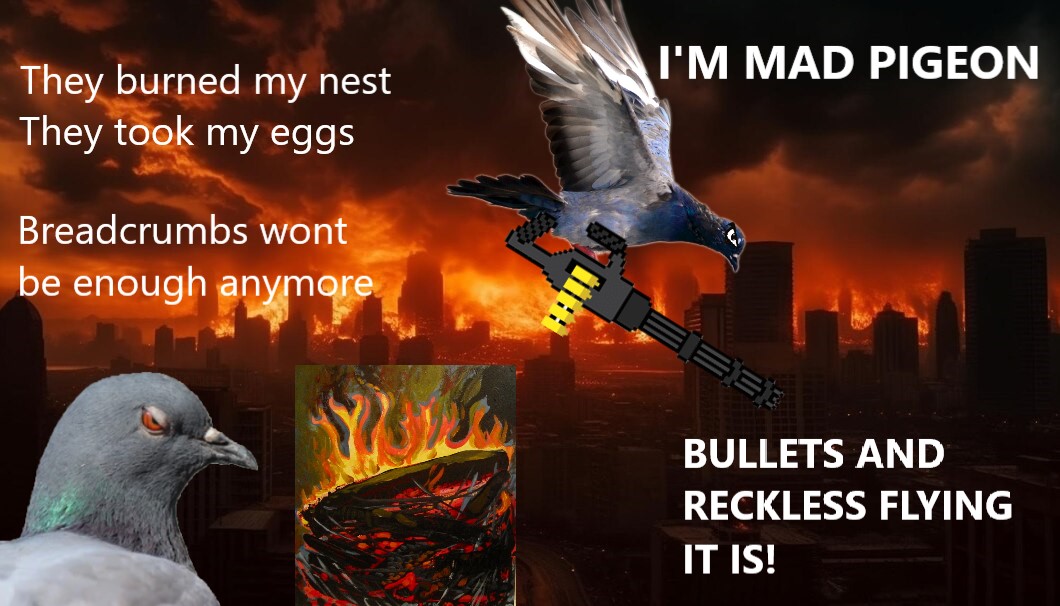 They burned my nest
They took my eggs
Breadcrumbs wont
be enough anymore
I'M MAD PIGEON
BULLETS AND
RECKLESS FLYING
IT IS!